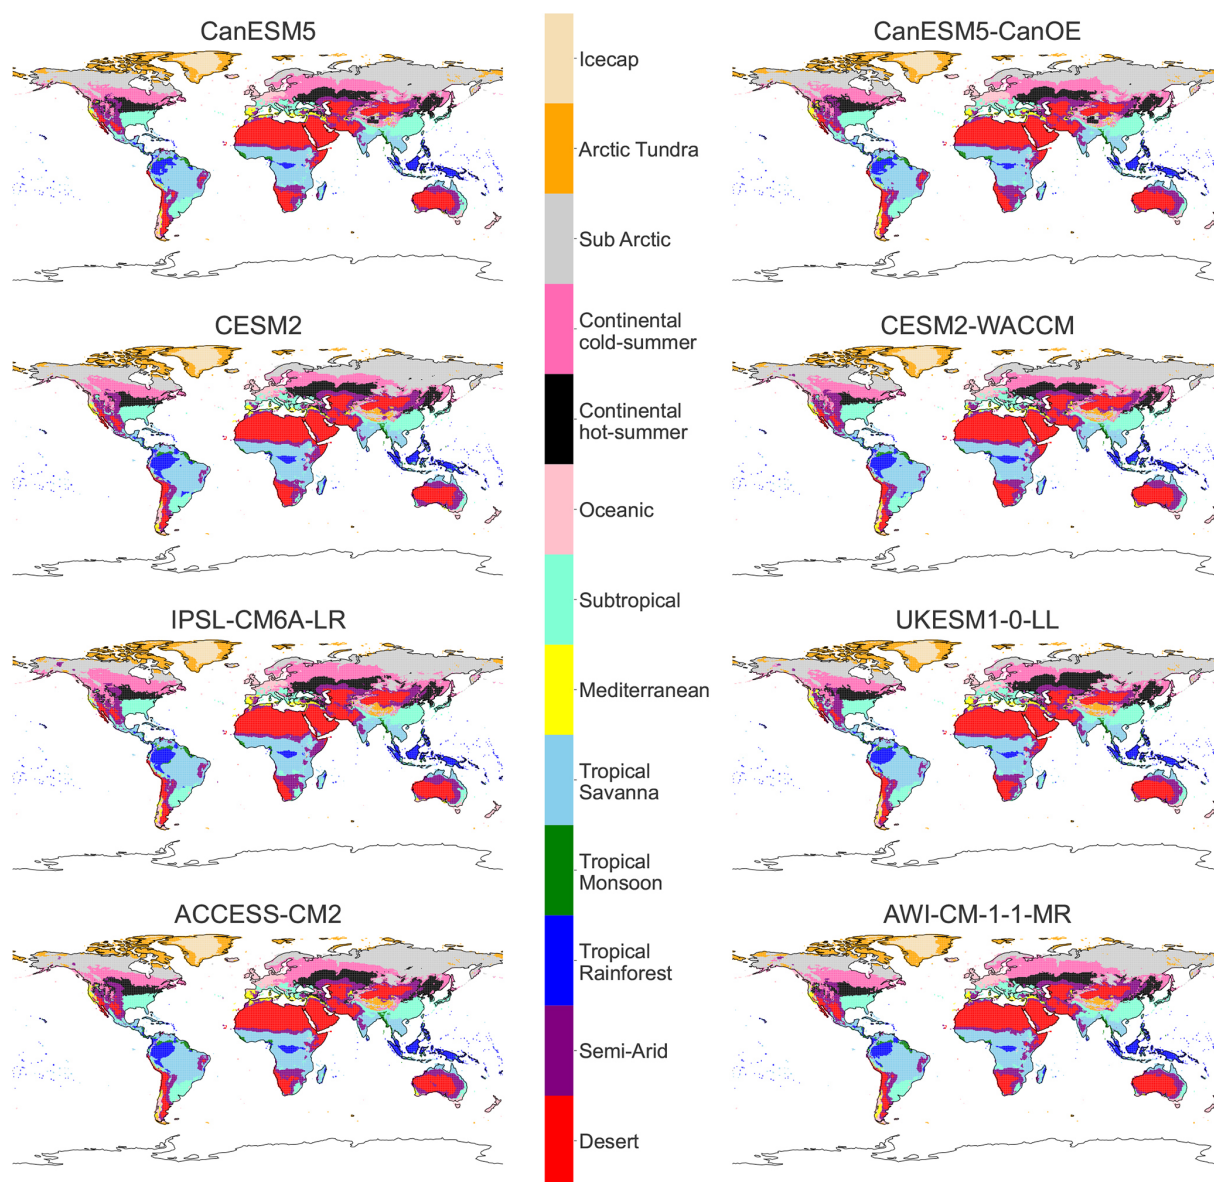 CanESM5
CanESM5-CanOE
CESM2
CESM2-WACCM
IPSL-CM6A-LR
UKESM1-0-LL
ACCESS-CM2
AWI-CM-1-1-MR
Icecap
Arctic Tundra
Sub Arctic
Continental
cold-summer
Continental
hot-summer
Oceanic
Subtropical
Mediterranean
Tropical
Savanna
Tropical
Monsoon
Tropical
Rainforest
Semi-Arid
Desert